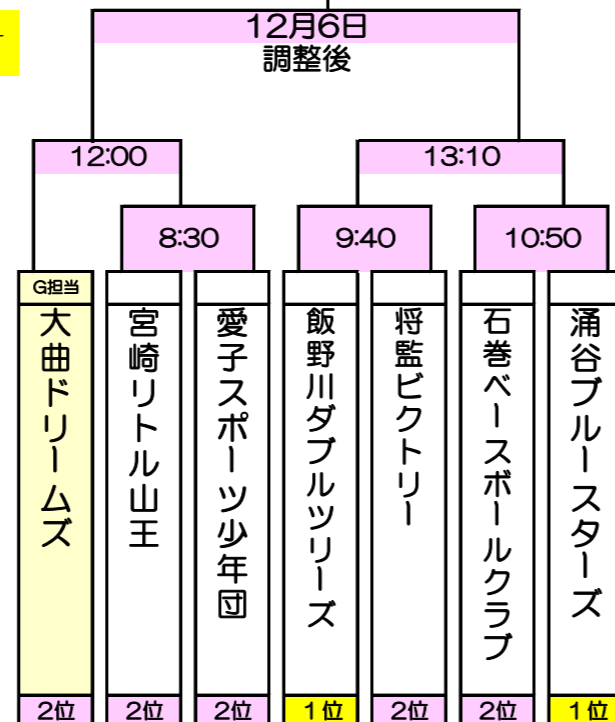 12月6日
調整後
12:00
13:10
8:30
9:40
10:50
G担当
大曲ドリームズ
宮崎リトル山王
愛子スポーツ少年団
飯野川ダブルツリーズ
将監ビクトリー
石巻ベースボールクラブ
涌谷ブルースターズ
2位
2位
2位
1位
2位
2位
1位